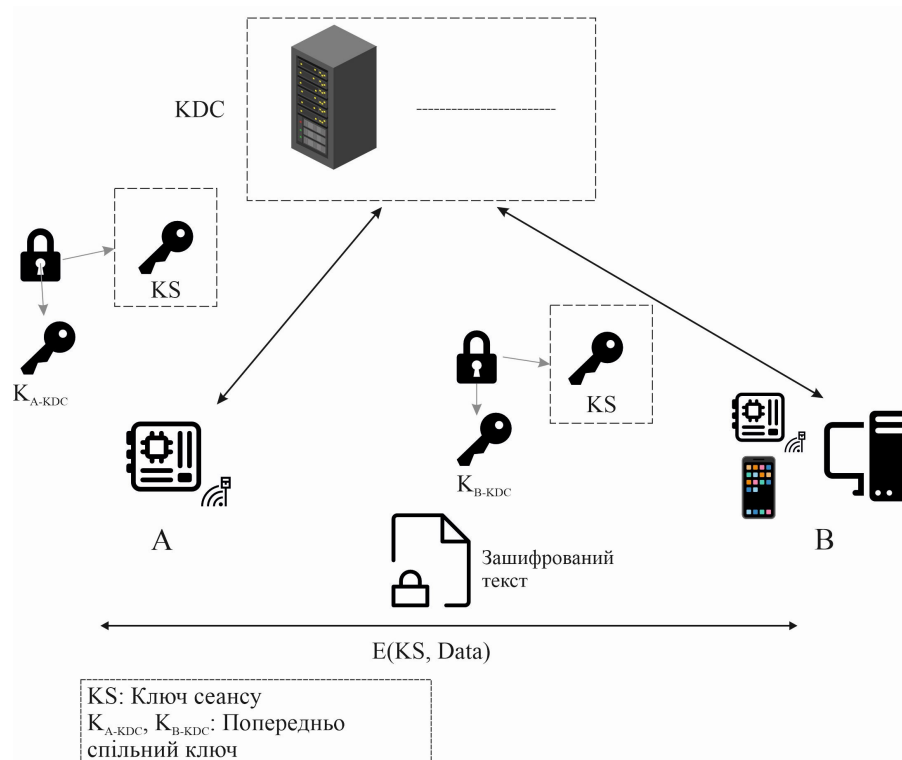 KDC
KS
K_A-KDC
KS
K_B-KDC
A
B
Зашифрований
текст
E(KS, Data)
KS: Ключ сеансу
K_A-KDC, K_B-KDC: Попередньо
спільний ключ